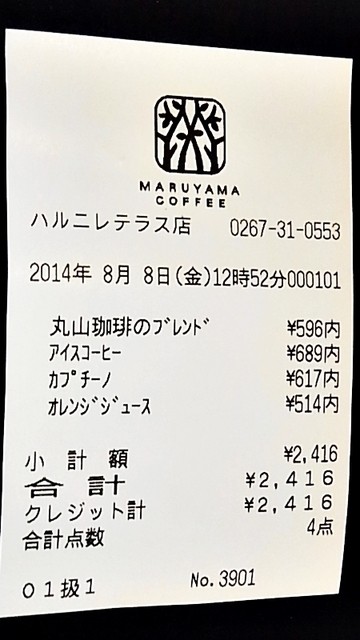 MARUYAMA
COFFEE
ハルニレテラス店 0267-31-0553
2014年 8月 8日(金)12時52分000101
丸山珈琲のﾌﾞﾚﾝﾄﾞ ¥596内
ｱｲｽｺｰﾋｰ ¥689内
ｶﾌﾟﾁｰﾉ ¥617内
ｵﾚﾝｼﾞｼﾞｭｰｽ ¥514内
小 計 額 ¥2,416
合 計 ¥2,416
クレジット計 ¥2,416
合計点数 4点
01扱1 No.3901